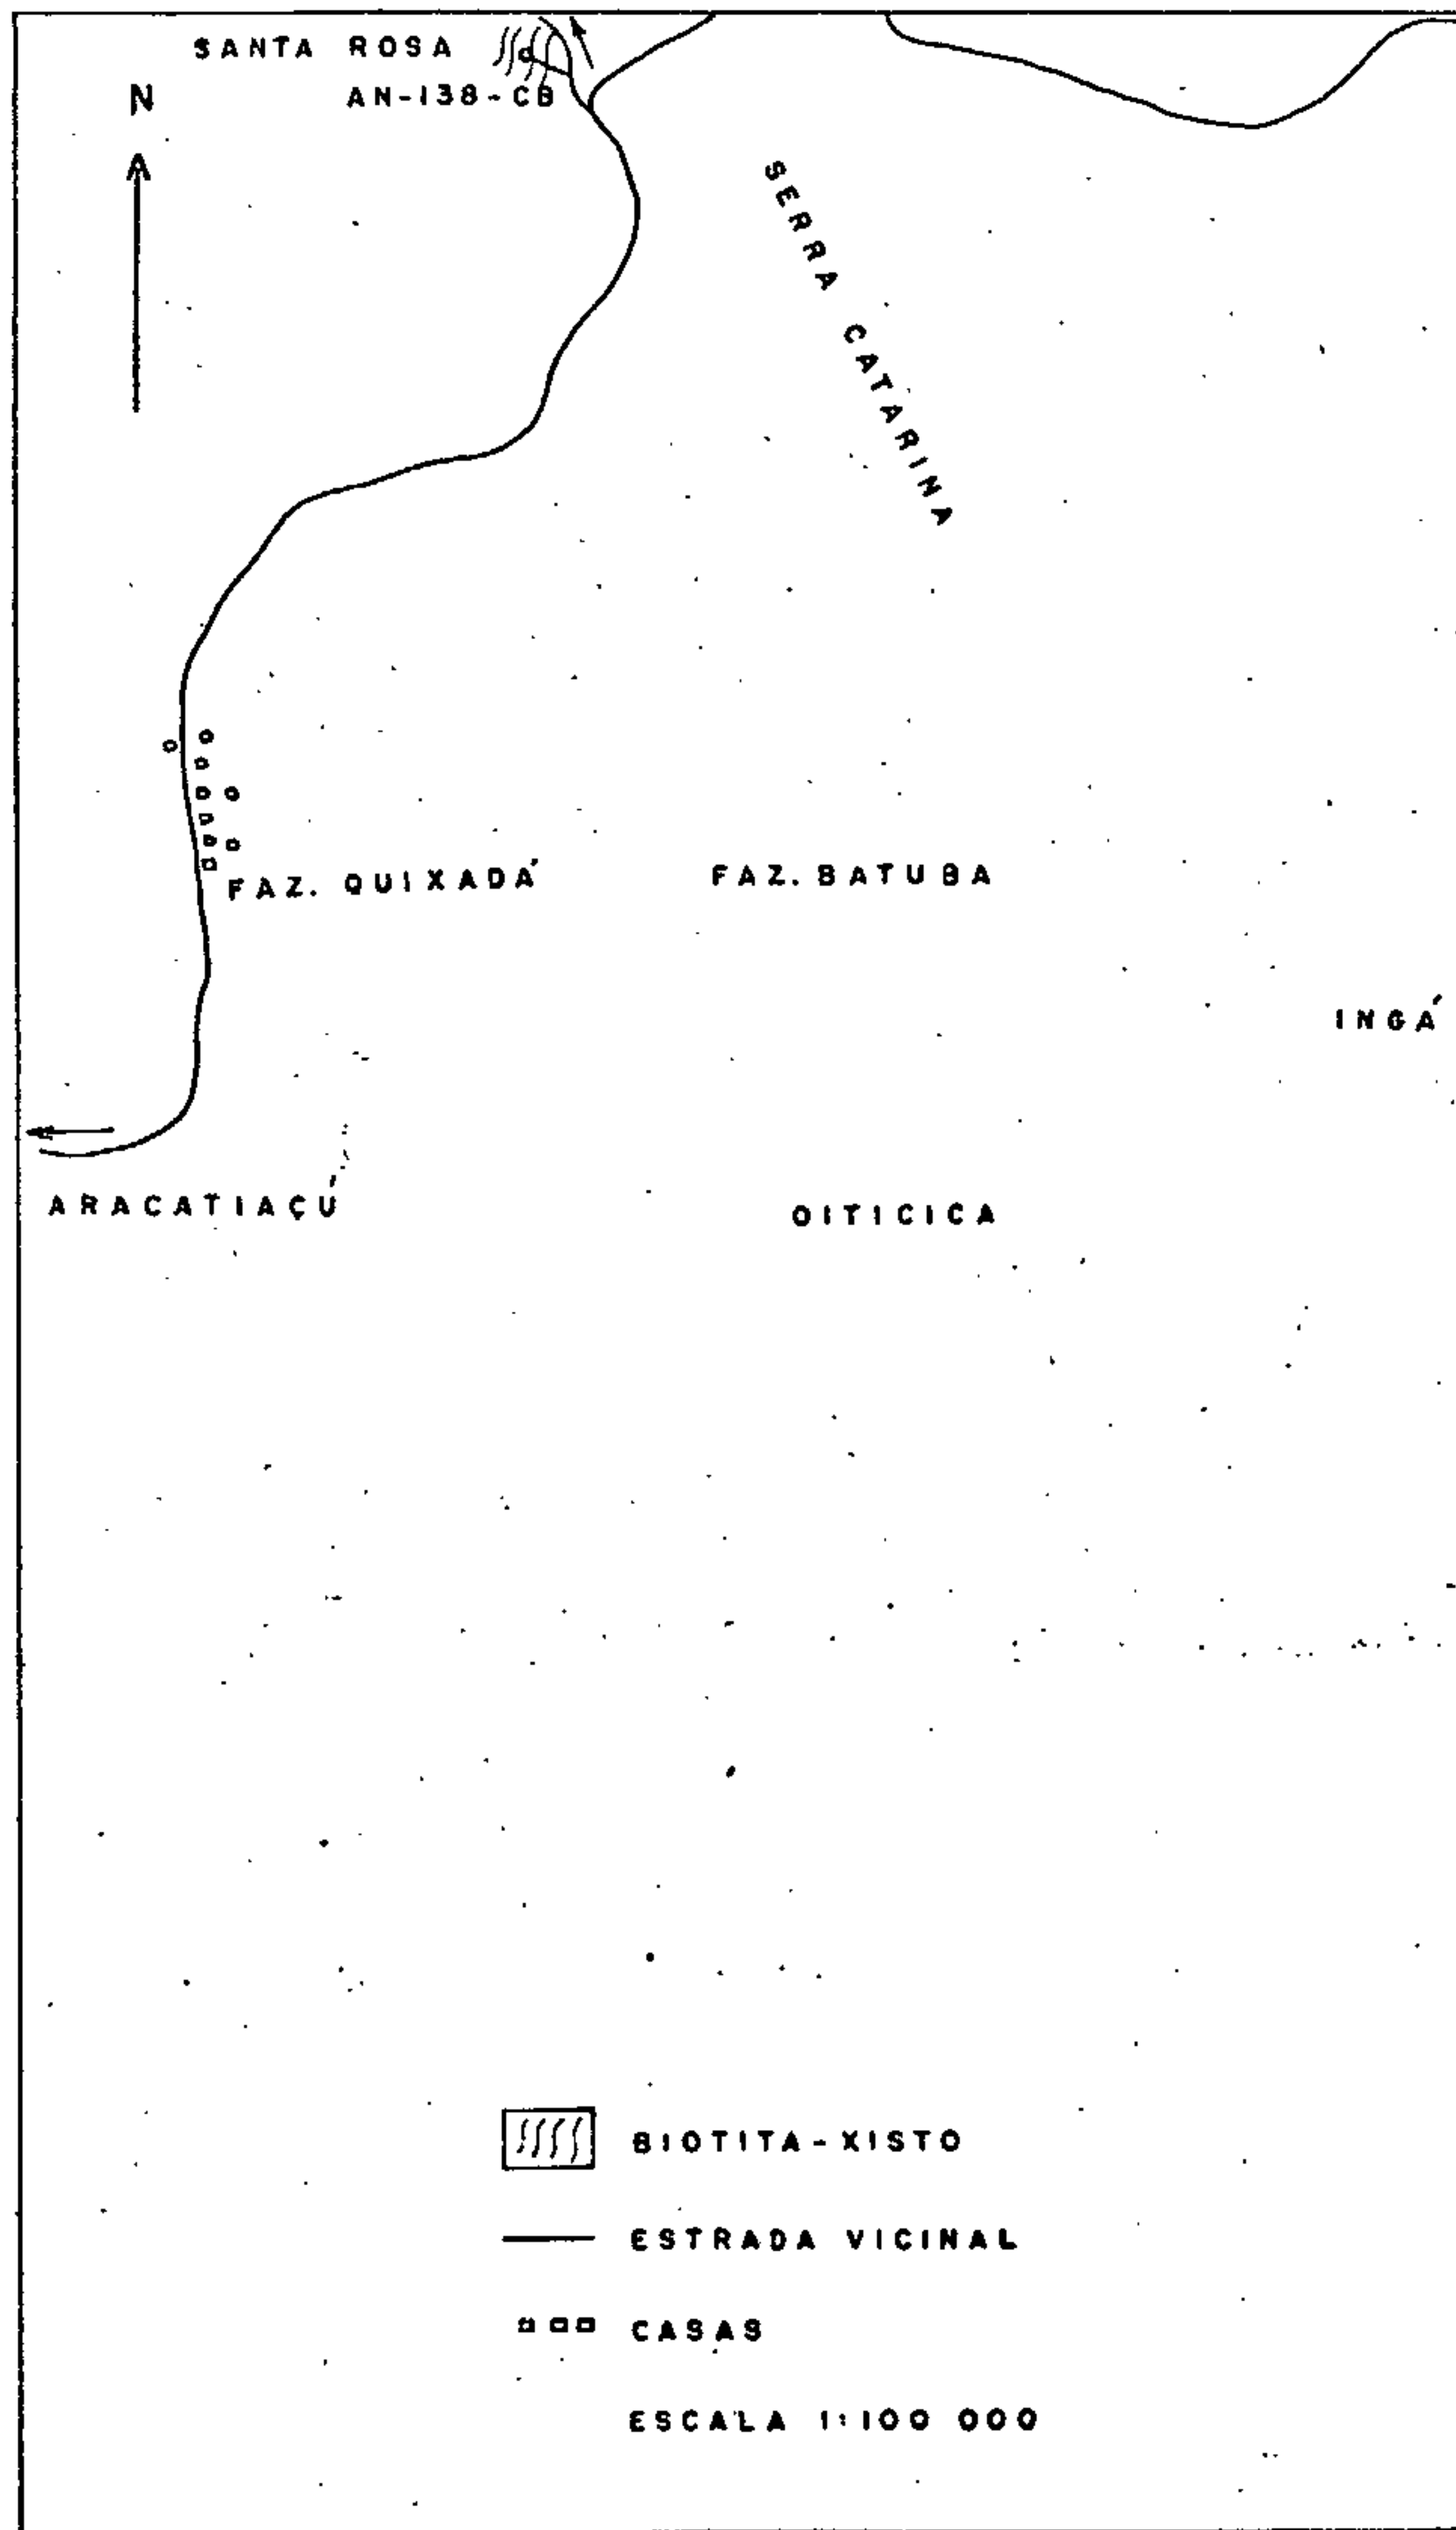 SANTA ROSA
AN-138-CB
N
SERRA CATARINA
FAZ. QUIXADÁ
FAZ. BATUBA
INGÁ
ARACATIAÇÚ
OITICICA
BIOTITA-XISTO
ESTRADA VICINAL
CASAS
ESCALA 1:100 000